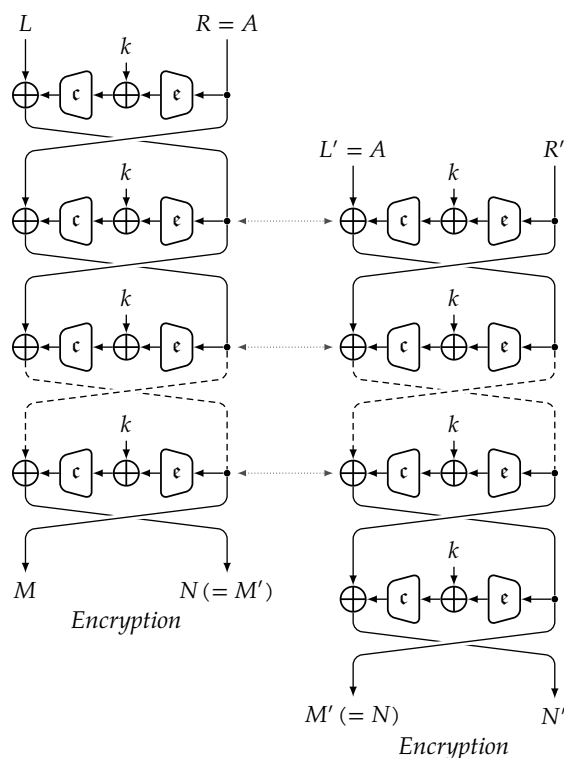 L R = A
k
𝔠 𝔢
L′ = A R′
k k
𝔠 𝔢 𝔠 𝔢
k k
𝔠 𝔢 𝔠 𝔢
k k
𝔠 𝔢 𝔠 𝔢
M N (= M′)
k
𝔠 𝔢
Encryption
M′ (= N) N′
Encryption